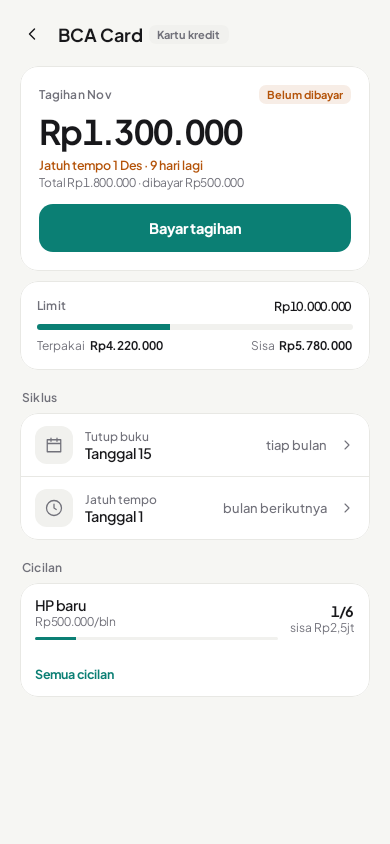 BCA Card Kartu kredit
Tagihan Nov Belum dibayar
Rp1.300.000
Jatuh tempo 1 Des · 9 hari lagi
Total Rp1.800.000 · dibayar Rp500.000
Bayar tagihan
Limit Rp10.000.000
Terpakai Rp4.220.000 Sisa Rp5.780.000
Siklus
Tutup buku
Tanggal 15 tiap bulan
Jatuh tempo
Tanggal 1 bulan berikutnya
Cicilan
HP baru 1/6
Rp500.000/bln sisa Rp2,5jt
Semua cicilan